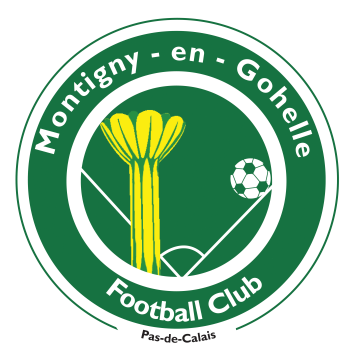 Montigny - en - Gohelle
Football Club
Pas-de-Calais